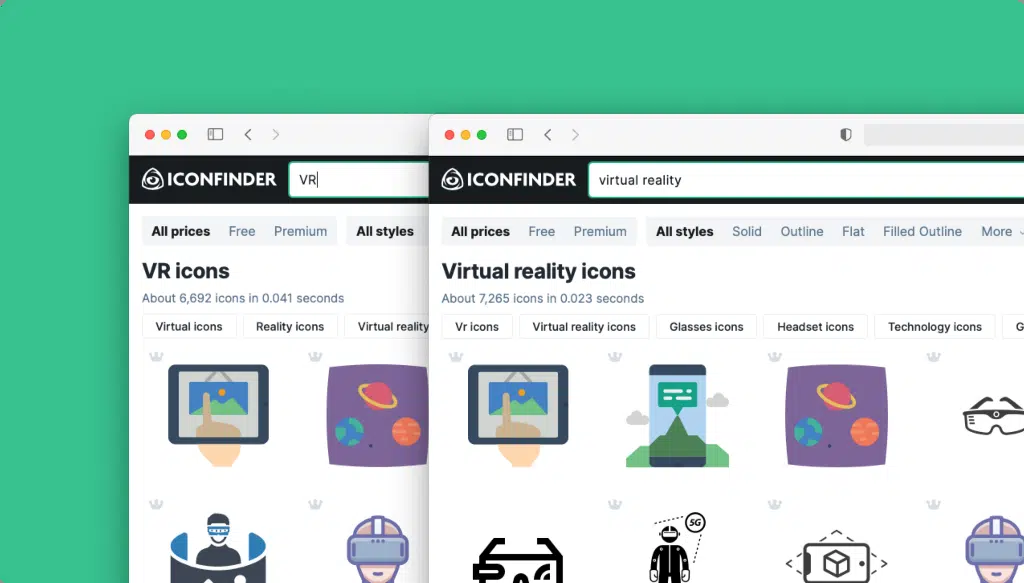 ICONFINDER
VR
All prices Free Premium All styles
VR icons
About 6,692 icons in 0.041 seconds
Virtual icons Reality icons Virtual reality
ICONFINDER
virtual reality
All prices Free Premium All styles Solid Outline Flat Filled Outline More
Virtual reality icons
About 7,265 icons in 0.023 seconds
Vr icons Virtual reality icons Glasses icons Headset icons Technology icons G
5G